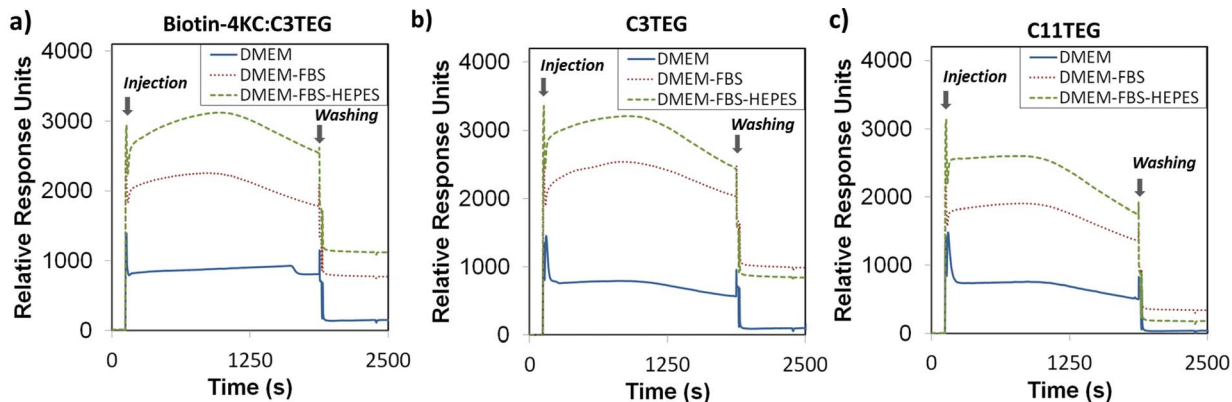 a)
Biotin-4KC:C3TEG
Relative Response Units
4000
3000
2000
1000
0
DMEM
DMEM-FBS
DMEM-FBS-HEPES
Injection
Washing
0
1250
2500
Time (s)
b)
C3TEG
Relative Response Units
4000
3000
2000
1000
0
DMEM
DMEM-FBS
DMEM-FBS-HEPES
Injection
Washing
0
1250
2500
Time (s)
c)
C11TEG
Relative Response Units
4000
3000
2000
1000
0
DMEM
DMEM-FBS
DMEM-FBS-HEPES
Injection
Washing
0
1250
2500
Time (s)